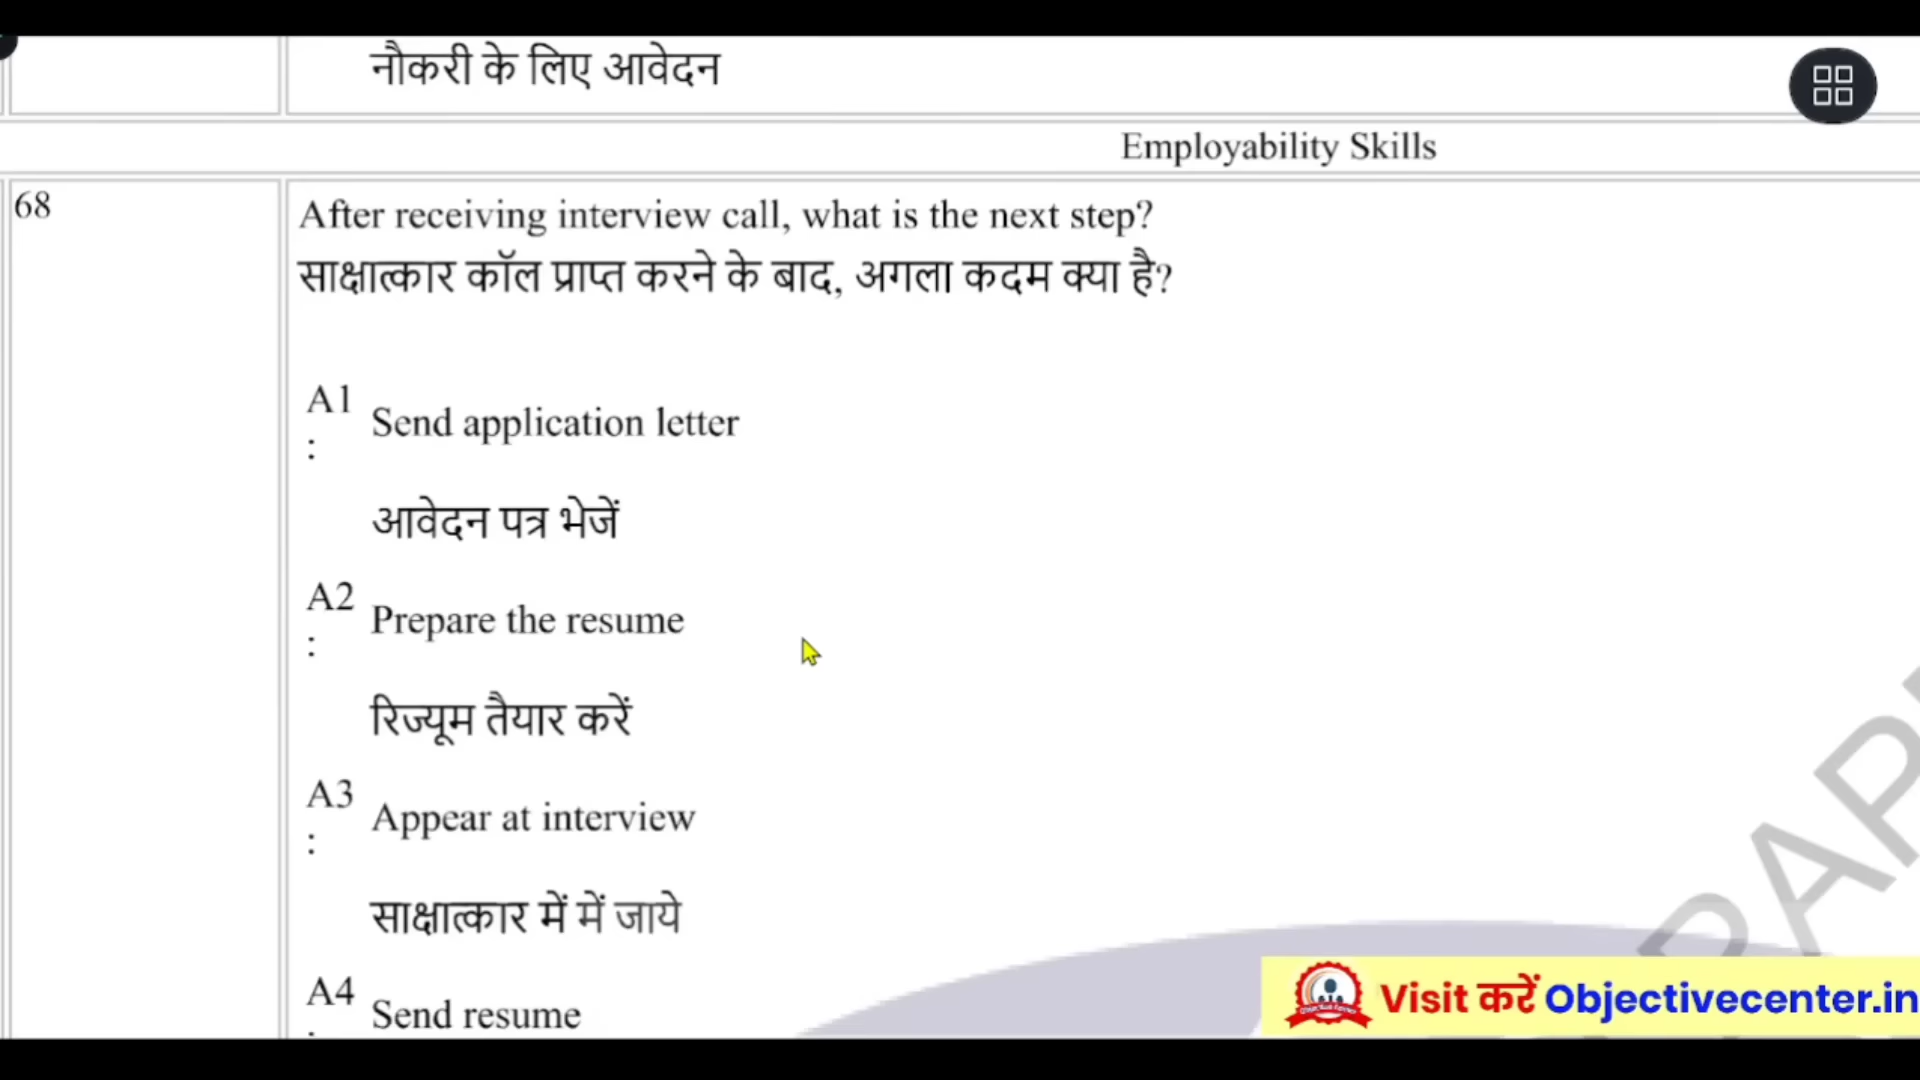 नौकरी के लिए आवेदन
Employability Skills
68
After receiving interview call, what is the next step?
साक्षात्कार कॉल प्राप्त करने के बाद, अगला कदम क्या है?
A1
:
Send application letter
आवेदन पत्र भेजें
A2
:
Prepare the resume
रिज्यूम तैयार करें
A3
:
Appear at interview
साक्षात्कार में में जाये
A4
:
Send resume
Visit करें Objectivecenter.in